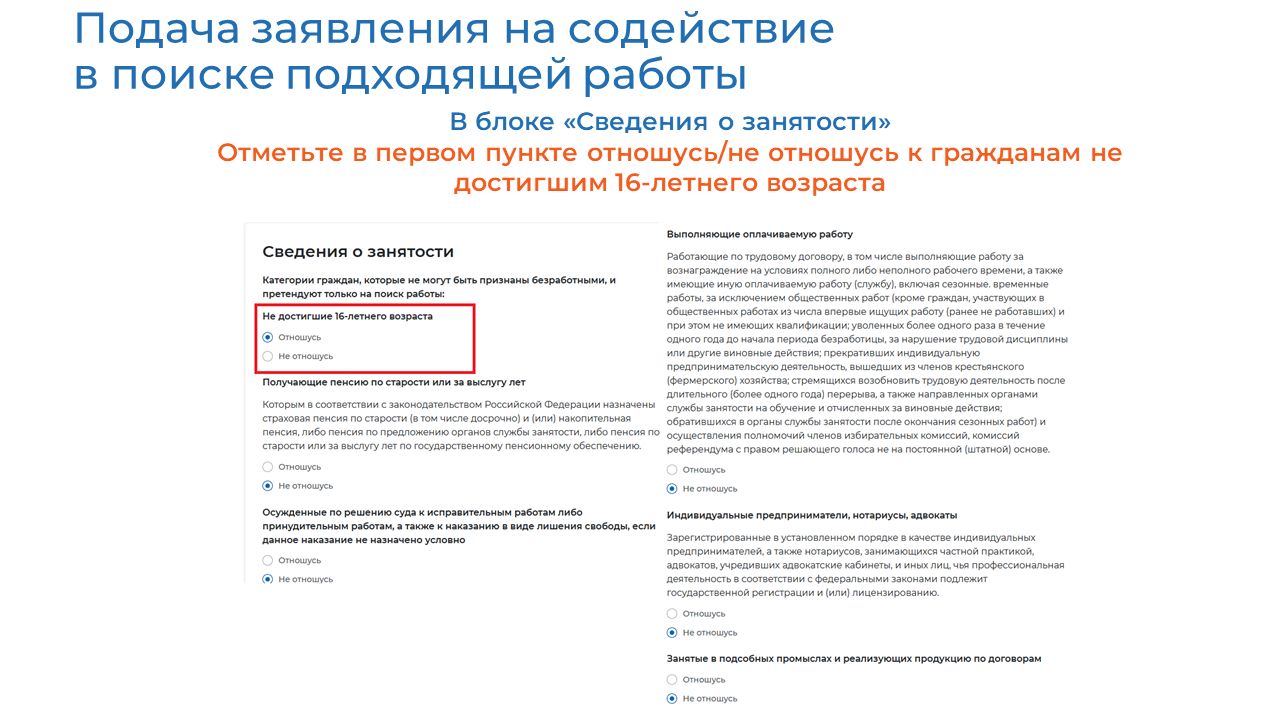 Подача заявления на содействие
в поиске подходящей работы
В блоке «Сведения о занятости»
Отметьте в первом пункте отношусь/не отношусь к гражданам не
достигшим 16-летнего возраста
Сведения о занятости
Категории граждан, которые не могут быть признаны безработными, и
претендуют только на поиск работы:
Не достигшие 16-летнего возраста
Отношусь
Не отношусь
Получающие пенсию по старости или за выслугу лет
Которым в соответствии с законодательством Российской Федерации назначены
страховая пенсия по старости (в том числе досрочно) и (или) накопительная
пенсия, либо пенсия по предложению органов службы занятости, либо пенсия по
старости или за выслугу лет по государственному пенсионному обеспечению.
Отношусь
Не отношусь
Осужденные по решению суда к исправительным работам либо
принудительным работам, а также к наказанию в виде лишения свободы, если
данное наказание не назначено условно
Отношусь
Не отношусь
Выполняющие оплачиваемую работу
Работающие по трудовому договору, в том числе выполняющие работу за
вознаграждение на условиях полного либо неполного рабочего времени, а также
имеющие иную оплачиваемую работу (службу), включая сезонные. временные
работы, за исключением общественных работ (кроме граждан, участвующих в
общественных работах из числа впервые ищущих работу (ранее не работавших) и
при этом не имеющих квалификации; уволенных более одного раза в течение
одного года до начала периода безработицы, за нарушение трудовой дисциплины
или другие виновные действия; прекративших индивидуальную
предпринимательскую деятельность, вышедших из членов крестьянского
(фермерского) хозяйства; стремящихся возобновить трудовую деятельность после
длительного (более одного года) перерыва, а также направленных органами
службы занятости на обучение и отчисленных за виновные действия;
обратившихся в органы службы занятости после окончания сезонных работ) и
осуществления полномочий членов избирательных комиссий, комиссий
референдума с правом решающего голоса не на постоянной (штатной) основе.
Отношусь
Не отношусь
Индивидуальные предприниматели, нотариусы, адвокаты
Зарегистрированные в установленном порядке в качестве индивидуальных
предпринимателей, а также нотариусов, занимающихся частной практикой,
адвокатов, учредивших адвокатские кабинеты, и иных лиц, чья профессиональная
деятельность в соответствии с федеральными законами подлежит
государственной регистрации и (или) лицензированию.
Отношусь
Не отношусь
Занятые в подсобных промыслах и реализующих продукцию по договорам
Отношусь
Не отношусь